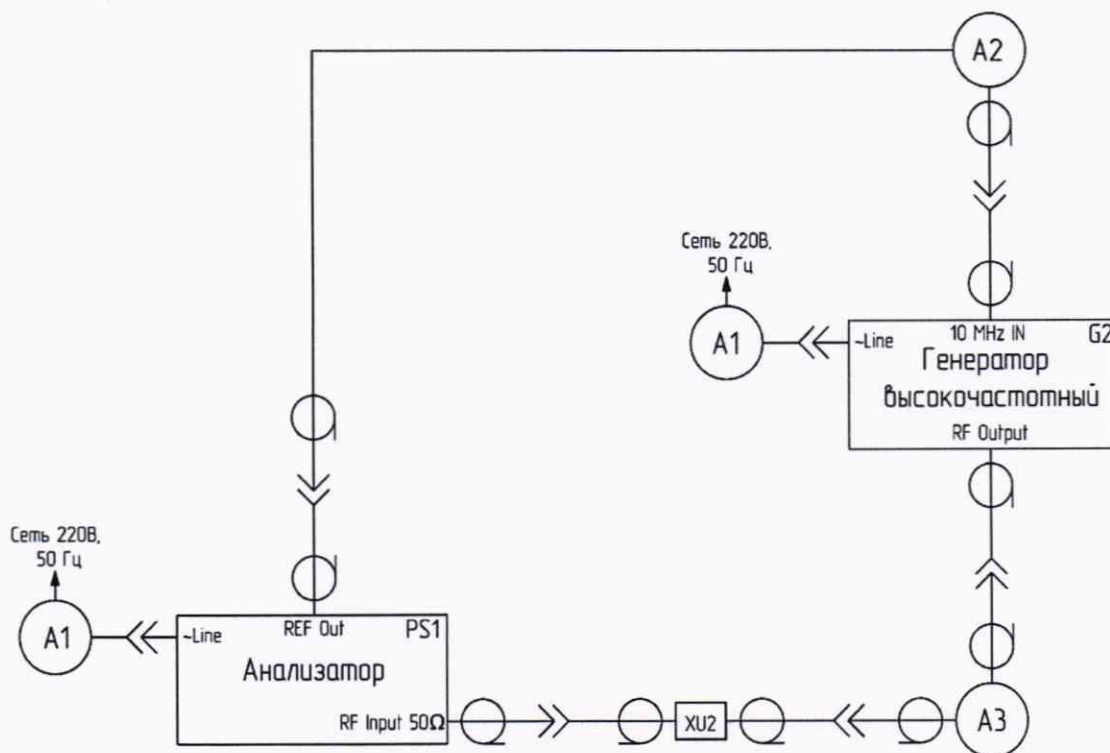 A2
Сеть 220В,
50 Гц
A1
~Line
10 MHz IN
G2
Генератор
высокочастотный
RF Output
Сеть 220В,
50 Гц
A1
~Line
REF Out
PS1
Анализатор
RF Input 50Ω
XU2
A3